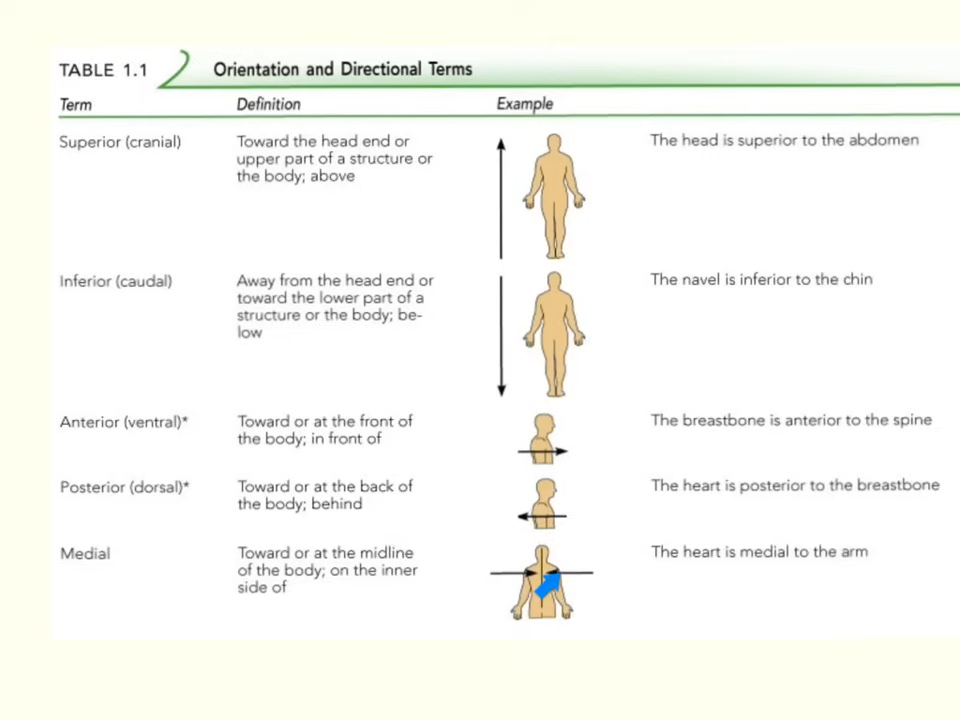 TABLE 1.1 Orientation and Directional Terms
Term Definition Example
Superior (cranial) Toward the head end or The head is superior to the abdomen
upper part of a structure or
the body; above
Inferior (caudal) Away from the head end or The navel is inferior to the chin
toward the lower part of a
structure or the body; be-
low
Anterior (ventral)* Toward or at the front of The breastbone is anterior to the spine
the body; in front of
Posterior (dorsal)* Toward or at the back of The heart is posterior to the breastbone
the body; behind
Medial Toward or at the midline The heart is medial to the arm
of the body; on the inner
side of